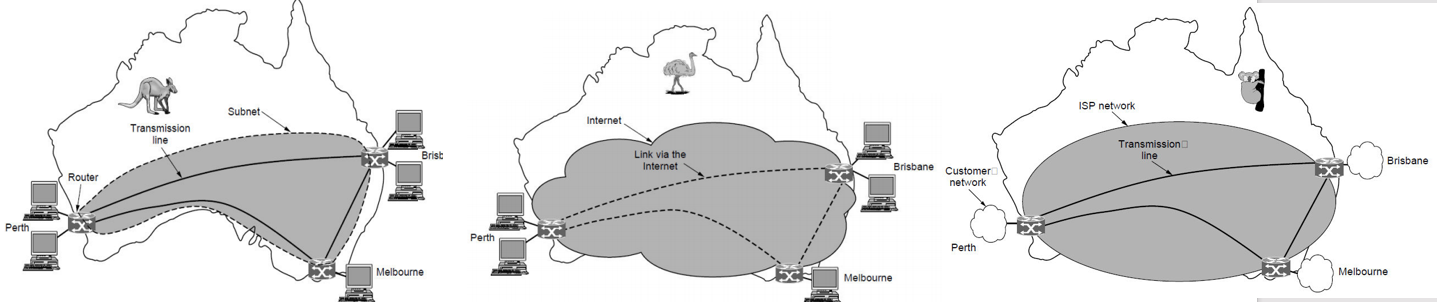 Subnet
Transmission
line
Router
Perth
Brist
Melbourne
Internet
Link via the
Internet
Perth
Brisbane
Melbourne
ISP network
Transmission□
line
Customer□
network
Perth
Brisbane
Melbourne